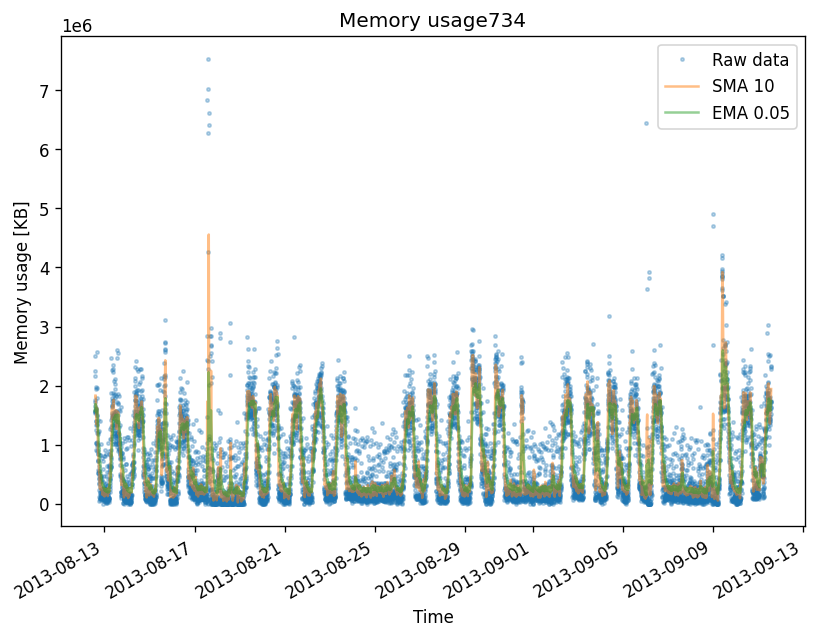 Memory usage734
1e6
Raw data
SMA 10
EMA 0.05
7
6
5
4
3
2
1
0
Memory usage [KB]
2013-08-13
2013-08-17
2013-08-21
2013-08-25
2013-08-29
2013-09-01
2013-09-05
2013-09-09
2013-09-13
Time